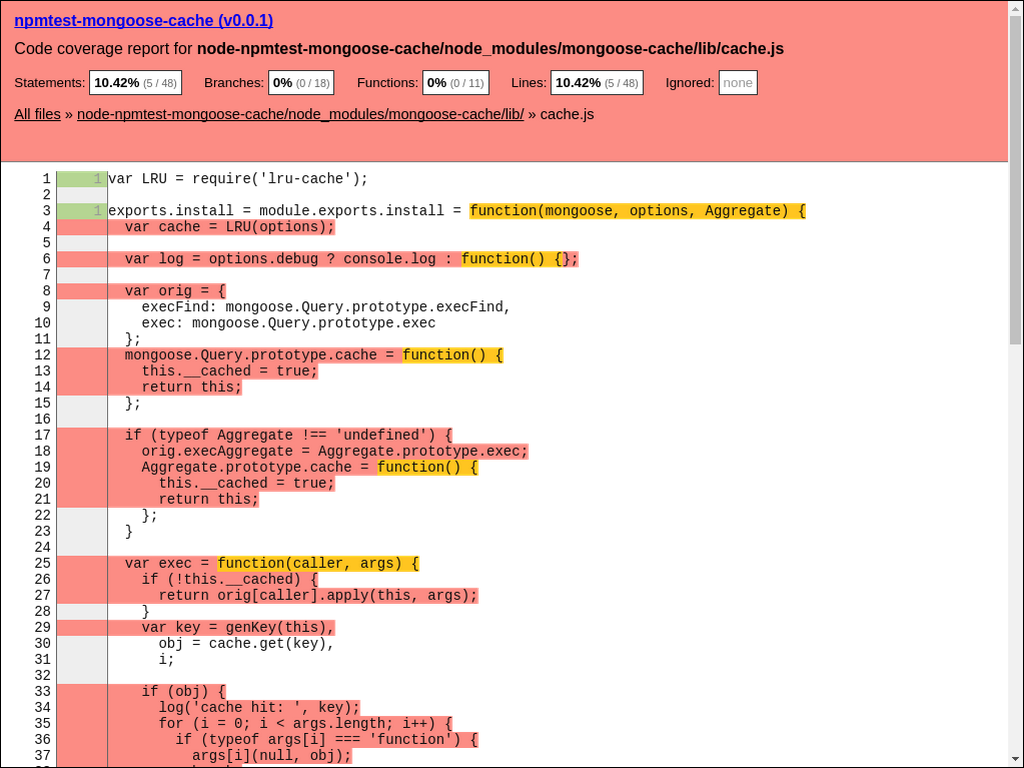 npmtest-mongoose-cache (v0.0.1)
Code coverage report for node-npmtest-mongoose-cache/node_modules/mongoose-cache/lib/cache.js
Statements: 10.42% (5 / 48) Branches: 0% (0 / 18) Functions: 0% (0 / 11) Lines: 10.42% (5 / 48) Ignored: none
All files » node-npmtest-mongoose-cache/node_modules/mongoose-cache/lib/ » cache.js
1 1 var LRU = require('lru-cache');
2
3 1 exports.install = module.exports.install = function(mongoose, options, Aggregate) {
4 var cache = LRU(options);
5
6 var log = options.debug ? console.log : function() {};
7
8 var orig = {
9 execFind: mongoose.Query.prototype.execFind,
10 exec: mongoose.Query.prototype.exec
11 };
12 mongoose.Query.prototype.cache = function() {
13 this.__cached = true;
14 return this;
15 };
16
17 if (typeof Aggregate !== 'undefined') {
18 orig.execAggregate = Aggregate.prototype.exec;
19 Aggregate.prototype.cache = function() {
20 this.__cached = true;
21 return this;
22 };
23 }
24
25 var exec = function(caller, args) {
26 if (!this.__cached) {
27 return orig[caller].apply(this, args);
28 }
29 var key = genKey(this),
30 obj = cache.get(key),
31 i;
32
33 if (obj) {
34 log('cache hit: ', key);
35 for (i = 0; i < args.length; i++) {
36 if (typeof args[i] === 'function') {
37 args[i](null, obj);